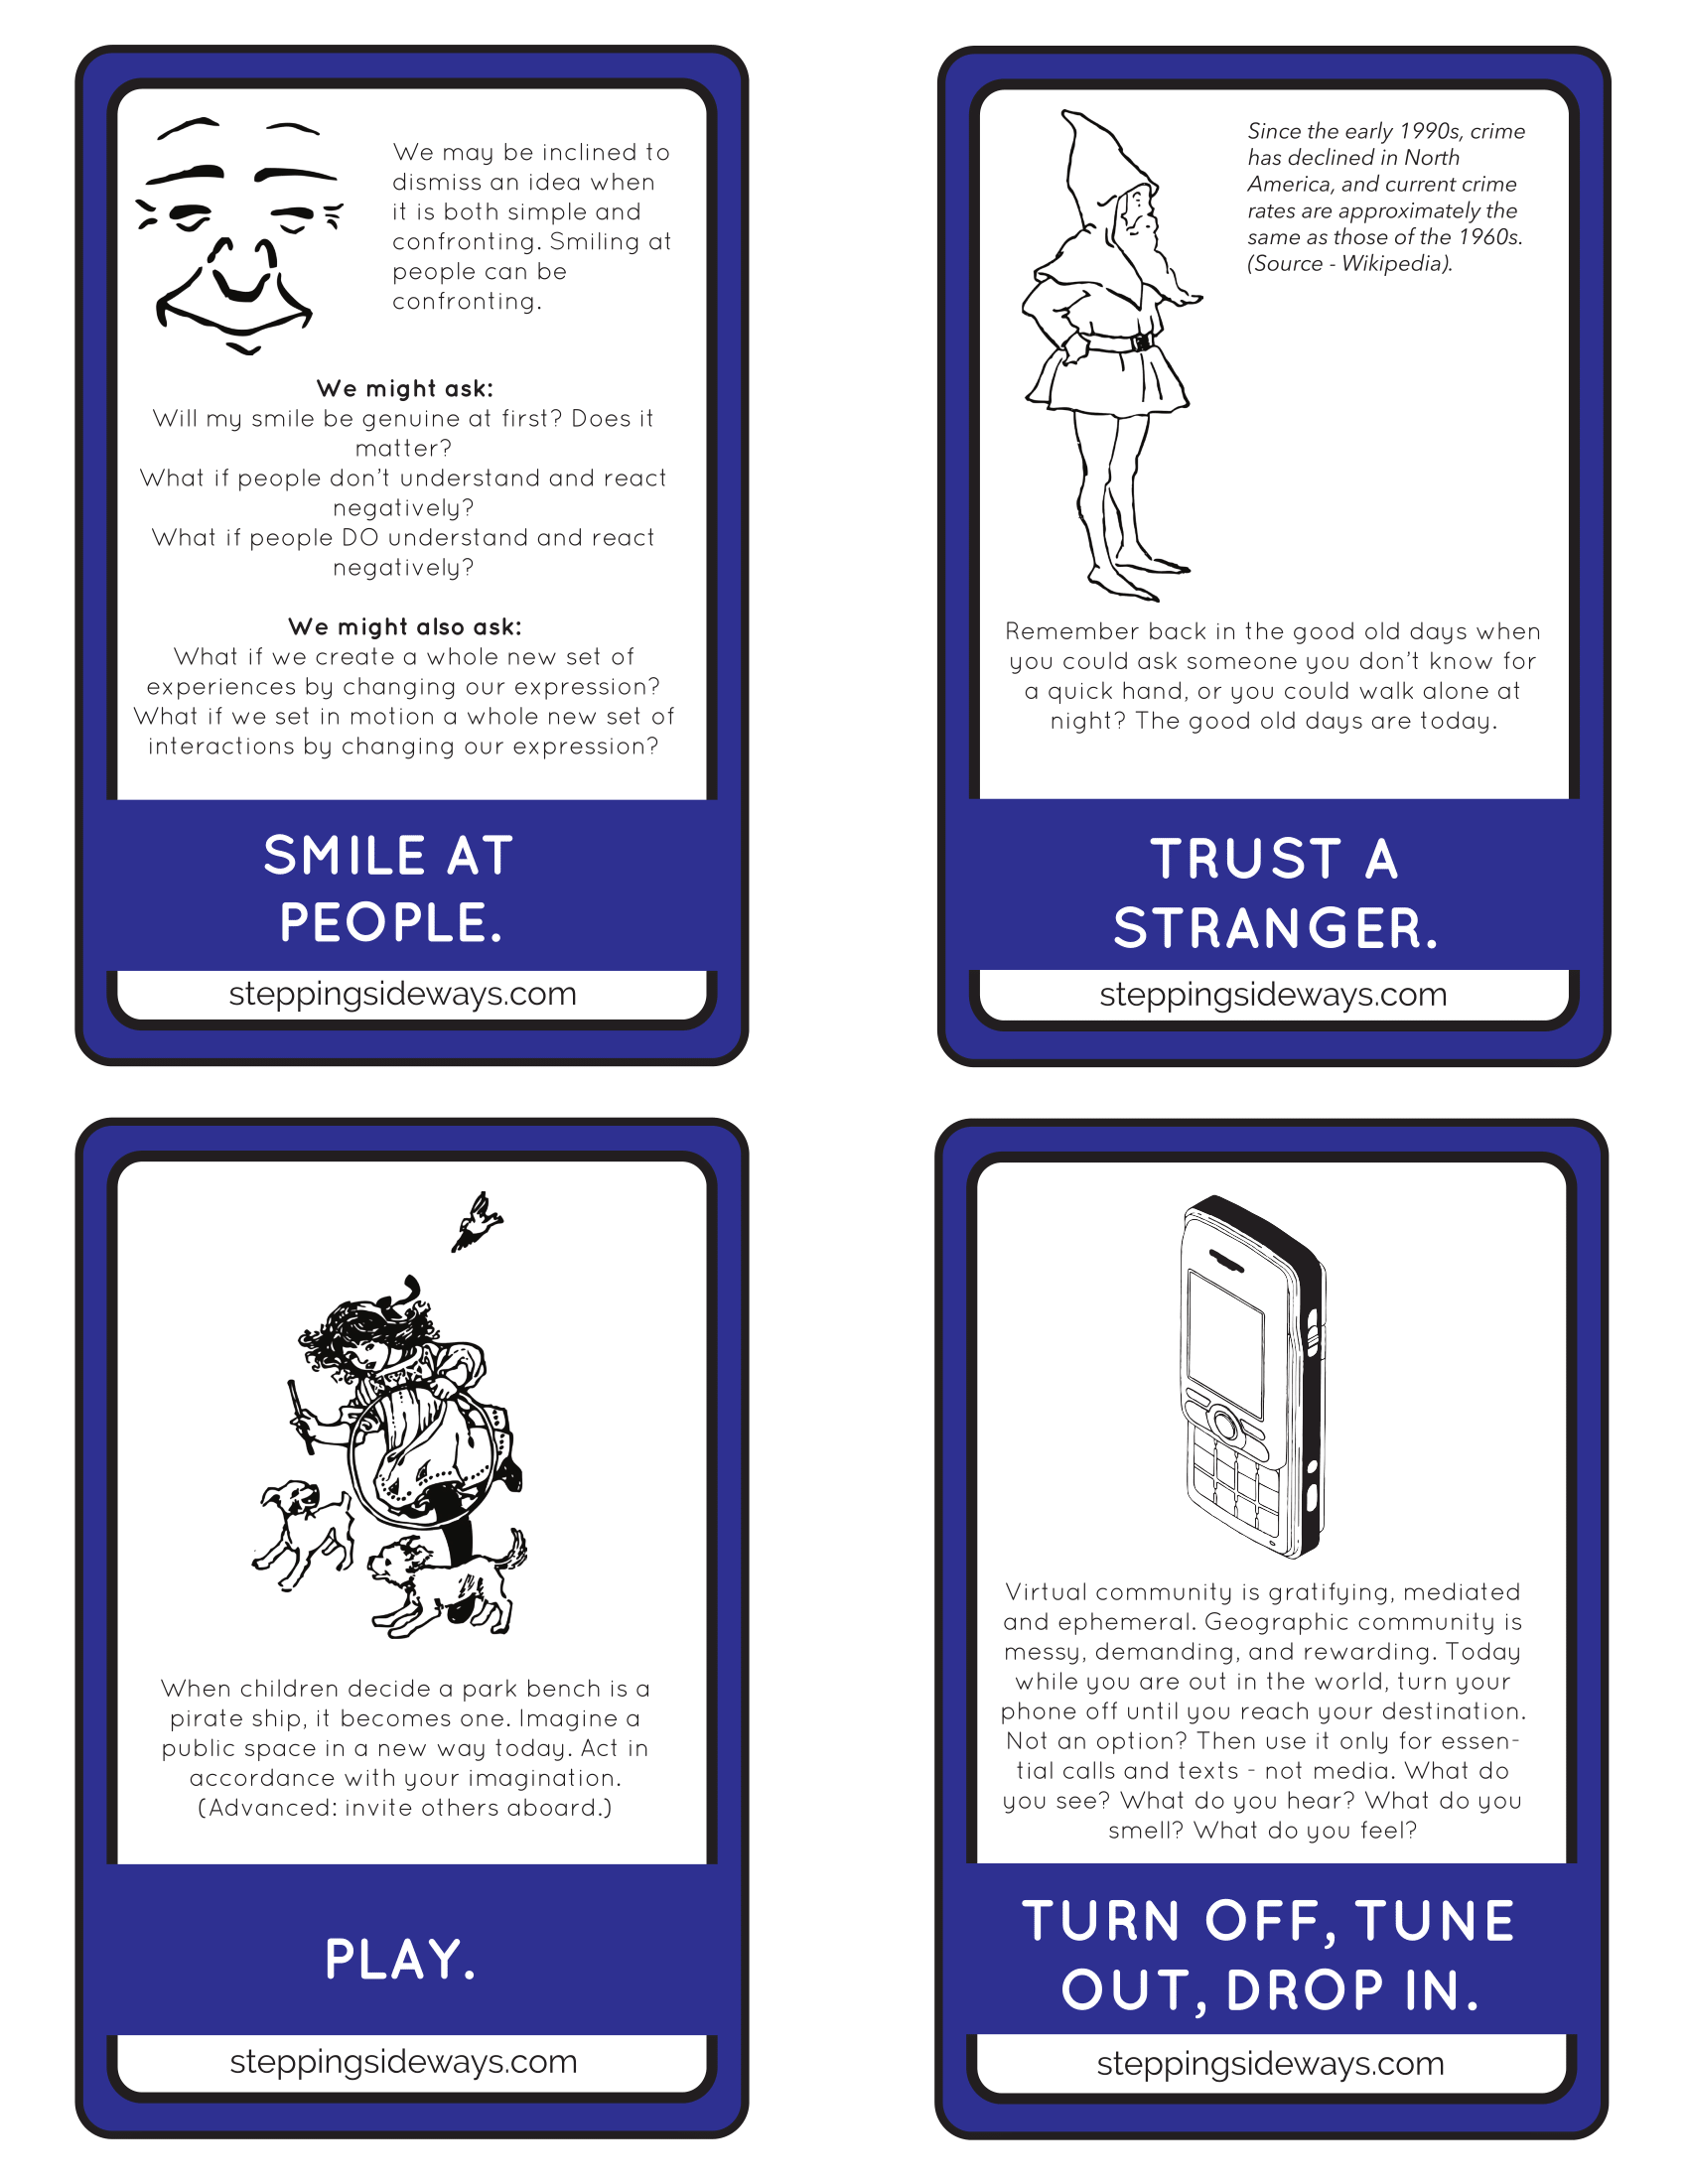 We may be inclined to
dismiss an idea when
it is both simple and
confronting. Smiling at
people can be
confronting.
We might ask:
Will my smile be genuine at first? Does it
matter?
What if people don't understand and react
negatively?
What if people DO understand and react
negatively?
We might also ask:
What if we create a whole new set of
experiences by changing our expression?
What if we set in motion a whole new set of
interactions by changing our expression?
SMILE AT
PEOPLE.
steppingsideways.com
Since the early 1990s, crime
has declined in North
America, and current crime
rates are approximately the
same as those of the 1960s.
(Source - Wikipedia).
Remember back in the good old days when
you could ask someone you don't know for
a quick hand, or you could walk alone at
night? The good old days are today.
TRUST A
STRANGER.
steppingsideways.com
When children decide a park bench is a
pirate ship, it becomes one. Imagine a
public space in a new way today. Act in
accordance with your imagination.
(Advanced: invite others aboard.)
PLAY.
steppingsideways.com
Virtual community is gratifying, mediated
and ephemeral. Geographic community is
messy, demanding, and rewarding. Today
while you are out in the world, turn your
phone off until you reach your destination.
Not an option? Then use it only for essen-
tial calls and texts - not media. What do
you see? What do you hear? What do you
smell? What do you feel?
TURN OFF, TUNE
OUT, DROP IN.
steppingsideways.com